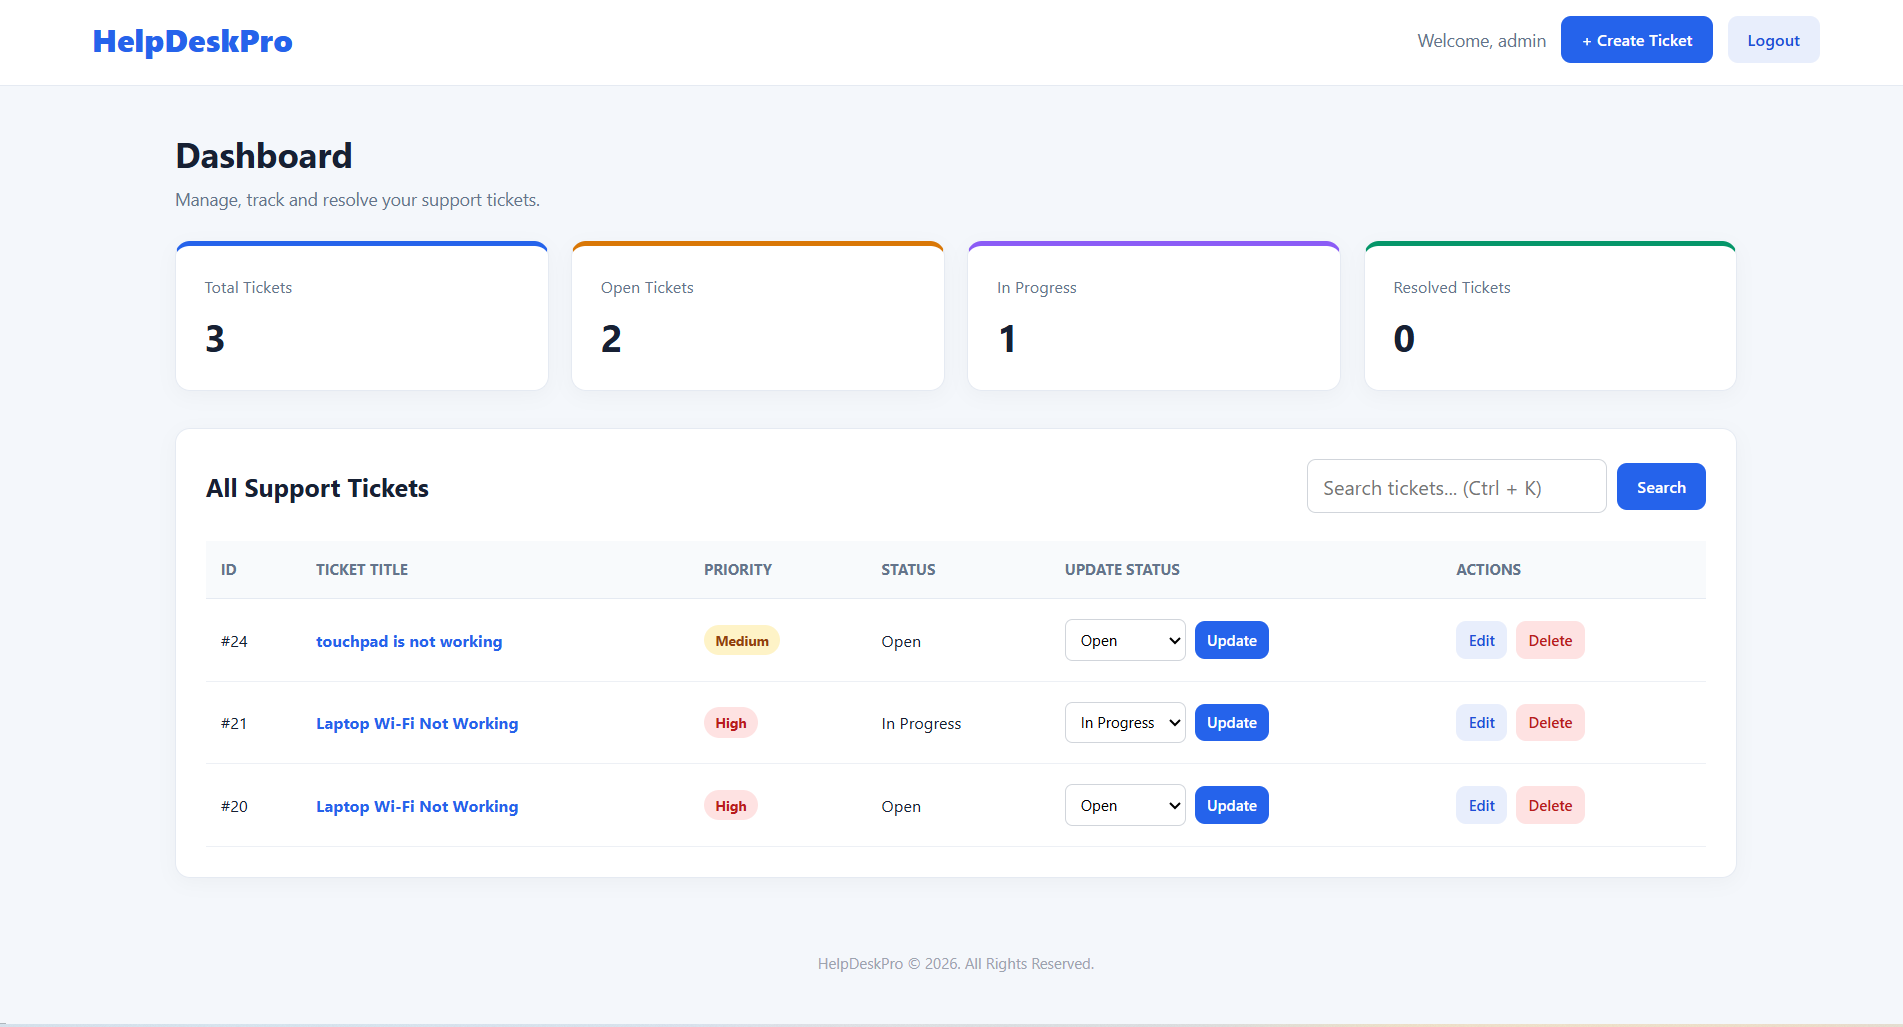 HelpDeskPro
Welcome, admin
+ Create Ticket
Logout
Dashboard
Manage, track and resolve your support tickets.
Total Tickets
3
Open Tickets
2
In Progress
1
Resolved Tickets
0
All Support Tickets
Search tickets... (Ctrl + K)
Search
ID TICKET TITLE PRIORITY STATUS UPDATE STATUS ACTIONS
#24 touchpad is not working Medium Open Open Update Edit Delete
#21 Laptop Wi-Fi Not Working High In Progress In Progress Update Edit Delete
#20 Laptop Wi-Fi Not Working High Open Open Update Edit Delete
HelpDeskPro © 2026. All Rights Reserved.